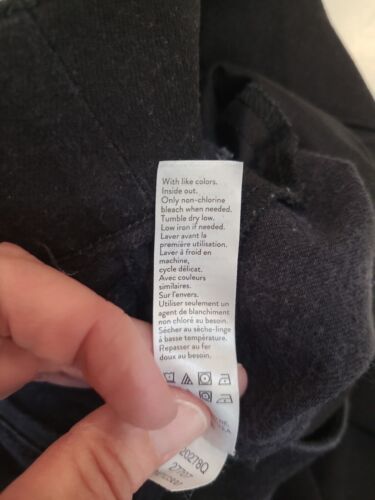 With like colors.
Inside out.
Only non-chlorine
bleach when needed.
Tumble dry low.
Low iron if needed.
Laver avant la
première utilisation.
Laver à froid en
machine,
cycle délicat.
Avec couleurs
similaires.
Sur l'envers.
Utiliser seulement un
agent de blanchiment
non chloré au besoin.
Sécher au sèche-linge
à basse température.
Repasser au fer
doux au besoin.
20278Q
27707